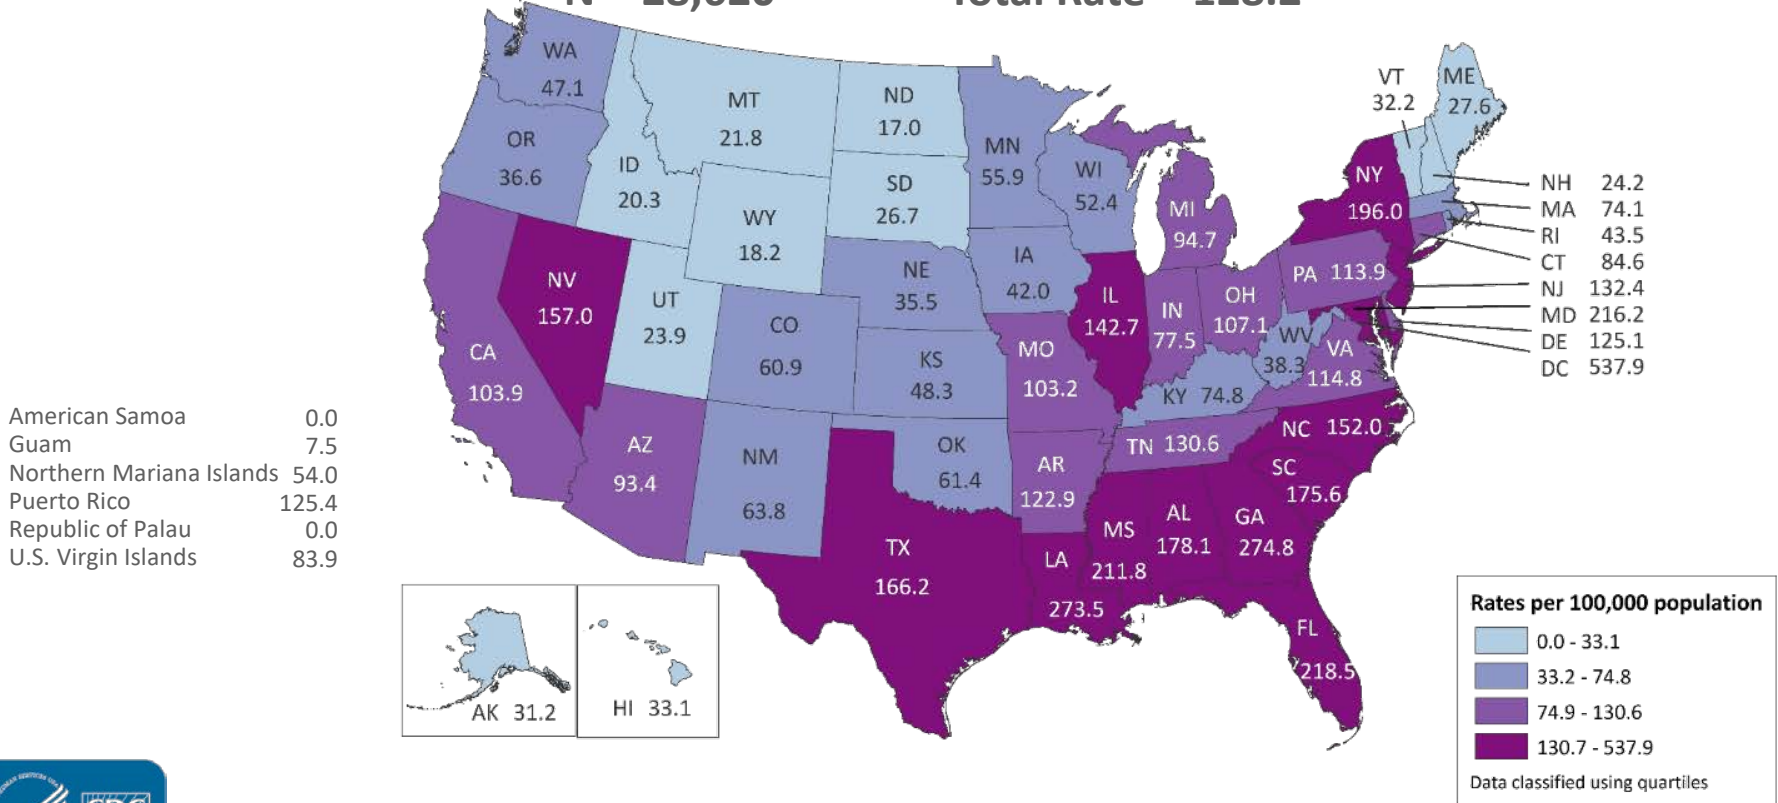 WA
47.1
OR
36.6
ID
20.3
MT
21.8
ND
17.0
SD
26.7
WY
18.2
MN
55.9
WI
52.4
MI
94.7
NV
157.0
UT
23.9
CA
103.9
CO
60.9
NE
35.5
IA
42.0
KS
48.3
MO
103.2
IL
142.7
IN
77.5
OH
107.1
PA 113.9
NY
196.0
VT
32.2
ME
27.6
NH 24.2
MA 74.1
RI 43.5
CT 84.6
NJ 132.4
MD 216.2
DE 125.1
DC 537.9
WV
38.3
VA
114.8
KY 74.8
TN 130.6
NC 152.0
SC
175.6
AZ
93.4
NM
63.8
OK
61.4
AR
122.9
TX
166.2
LA
273.5
MS
211.8
AL
178.1
GA
274.8
FL
218.5
AK 31.2
HI 33.1
American Samoa 0.0
Guam 7.5
Northern Mariana Islands 54.0
Puerto Rico 125.4
Republic of Palau 0.0
U.S. Virgin Islands 83.9
Rates per 100,000 population
0.0 - 33.1
33.2 - 74.8
74.9 - 130.6
130.7 - 537.9
Data classified using quartiles